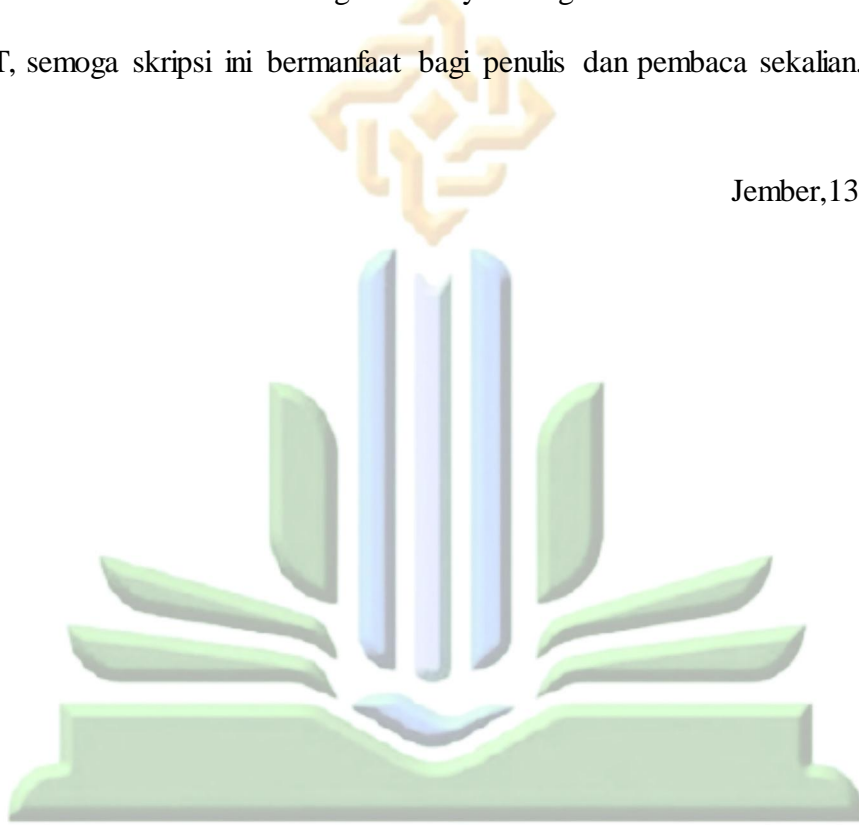 T, semoga skripsi ini bermanfaat bagi penulis dan pembaca sekalian.
Jember,13